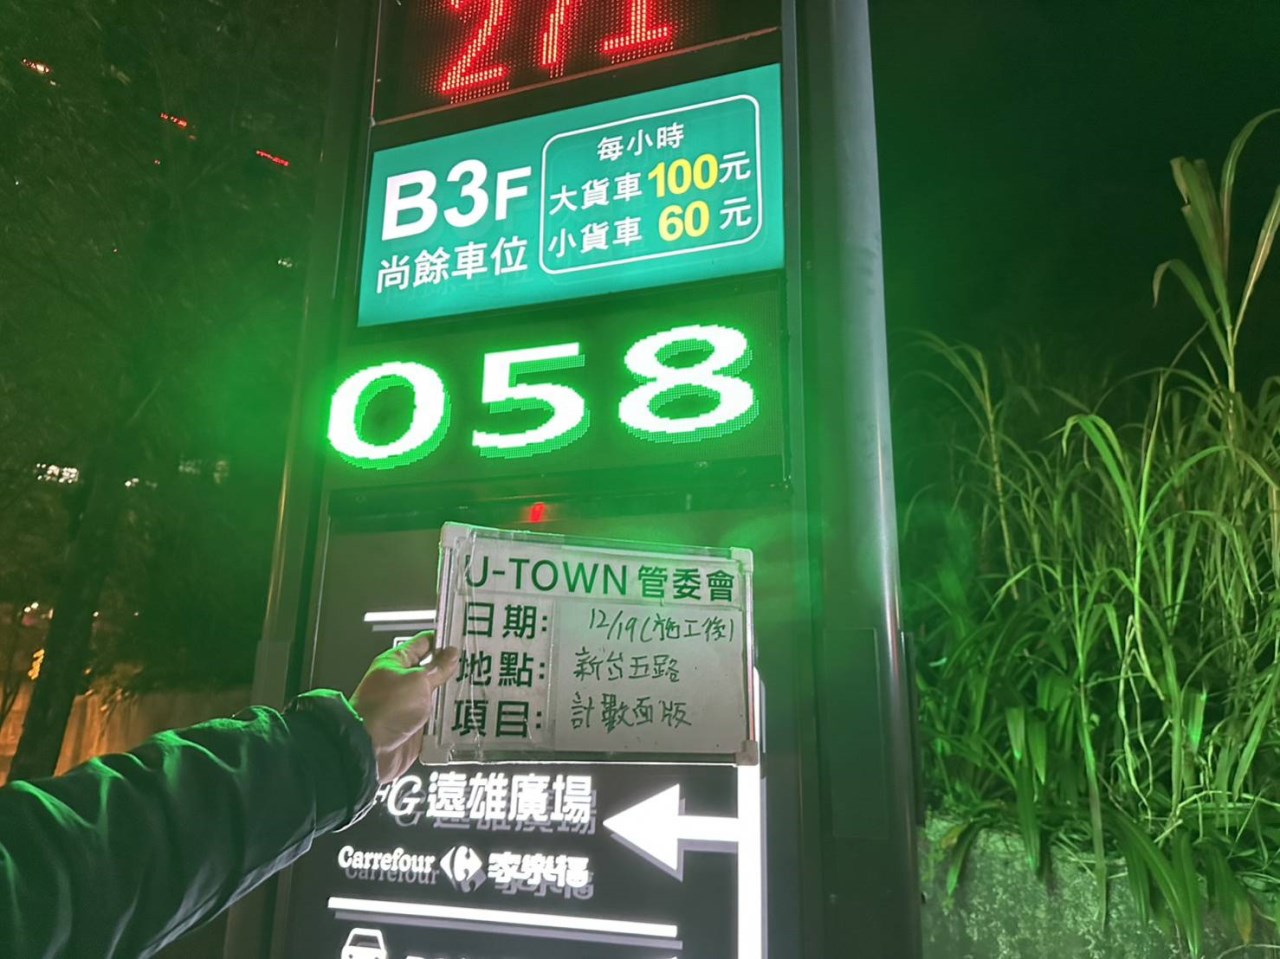 271
B3F
尚餘車位
每小時
大貨車100元
小貨車 60 元
058
U-TOWN 管委會
日期: 12/19(施工後)
地點: 新台五路
項目: 計數面版
遠雄廣場
Carrefour 家樂福